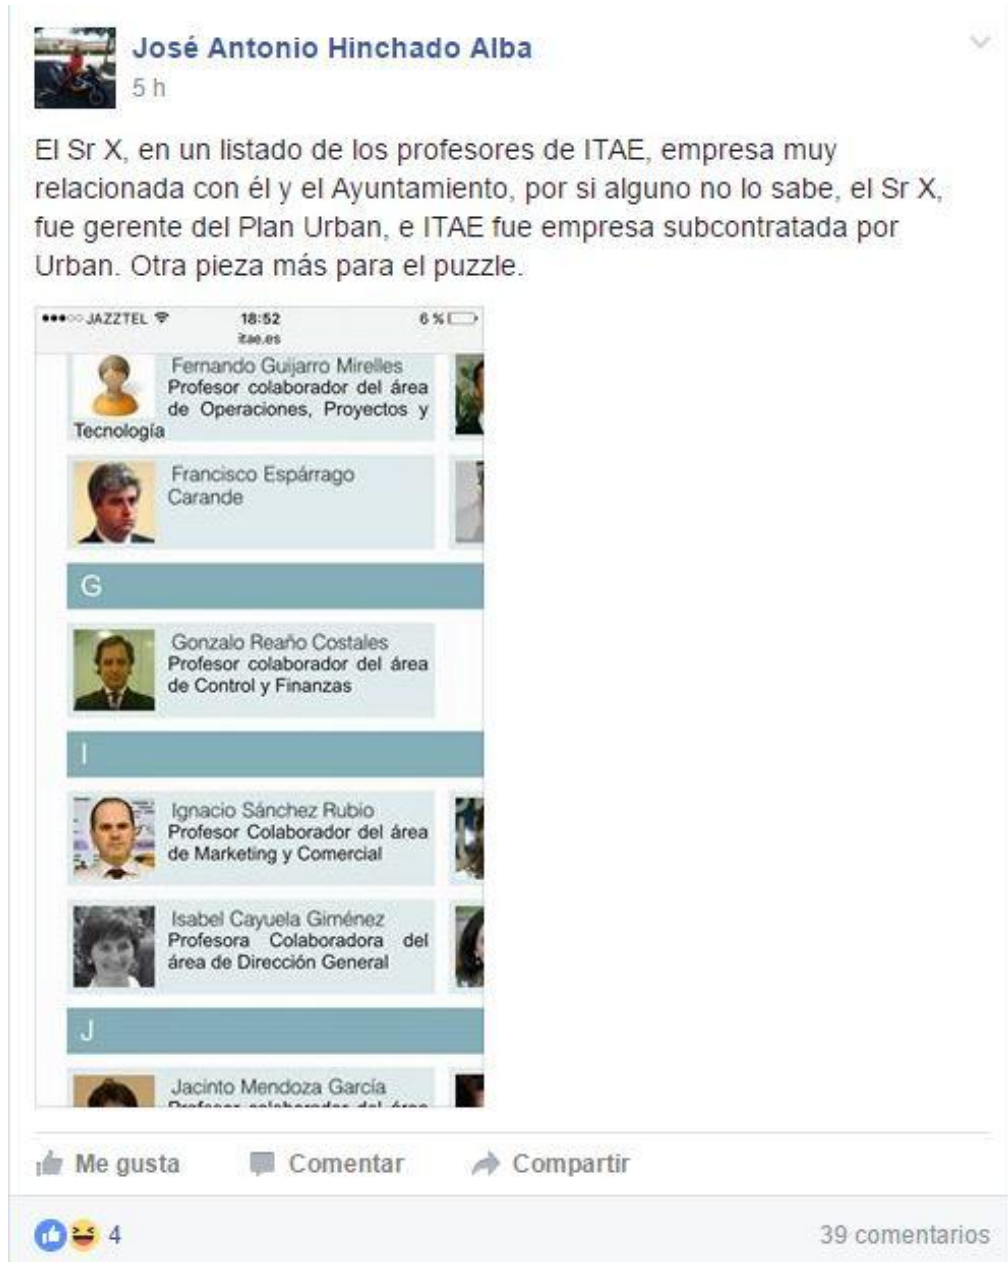 José Antonio Hinchado Alba
5 h
El Sr X, en un listado de los profesores de ITAE, empresa muy
relacionada con él y el Ayuntamiento, por si alguno no lo sabe, el Sr X,
fue gerente del Plan Urban, e ITAE fue empresa subcontratada por
Urban. Otra pieza más para el puzzle.
JAZZTEL 18:52 6 %
itae.es
Fernando Guijarro Mirelles
Profesor colaborador del área
de Operaciones, Proyectos y
Tecnología
Francisco Espárrago
Carande
G
Gonzalo Reaño Costales
Profesor colaborador del área
de Control y Finanzas
I
Ignacio Sánchez Rubio
Profesor Colaborador del área
de Marketing y Comercial
Isabel Cayuela Giménez
Profesora Colaboradora del
área de Dirección General
J
Jacinto Mendoza García
Profesor colaborador del área
Me gusta Comentar Compartir
4 39 comentarios